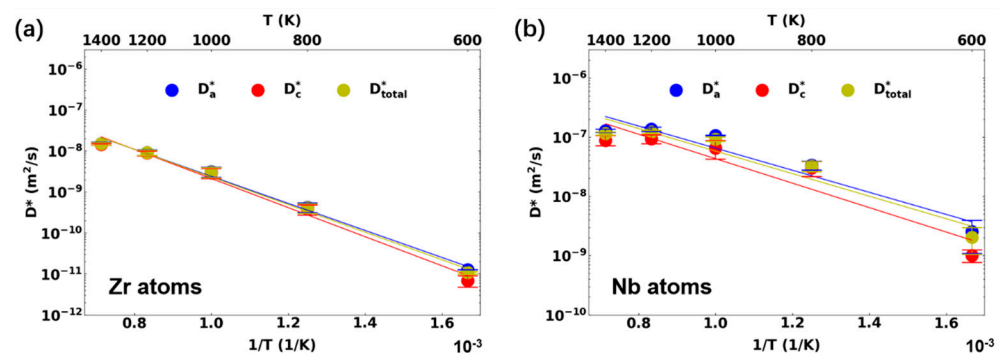 (a)
T (K)
1400 1200 1000 800 600
D* (m²/s)
10⁻⁶
10⁻⁷
10⁻⁸
10⁻⁹
10⁻¹⁰
10⁻¹¹
10⁻¹²
D*a D*c D*total
Zr atoms
0.8 1.0 1.2 1.4 1.6
1/T (1/K) 10⁻³
(b)
T (K)
1400 1200 1000 800 600
D* (m²/s)
10⁻⁶
10⁻⁷
10⁻⁸
10⁻⁹
10⁻¹⁰
D*a D*c D*total
Nb atoms
0.8 1.0 1.2 1.4 1.6
1/T (1/K) 10⁻³